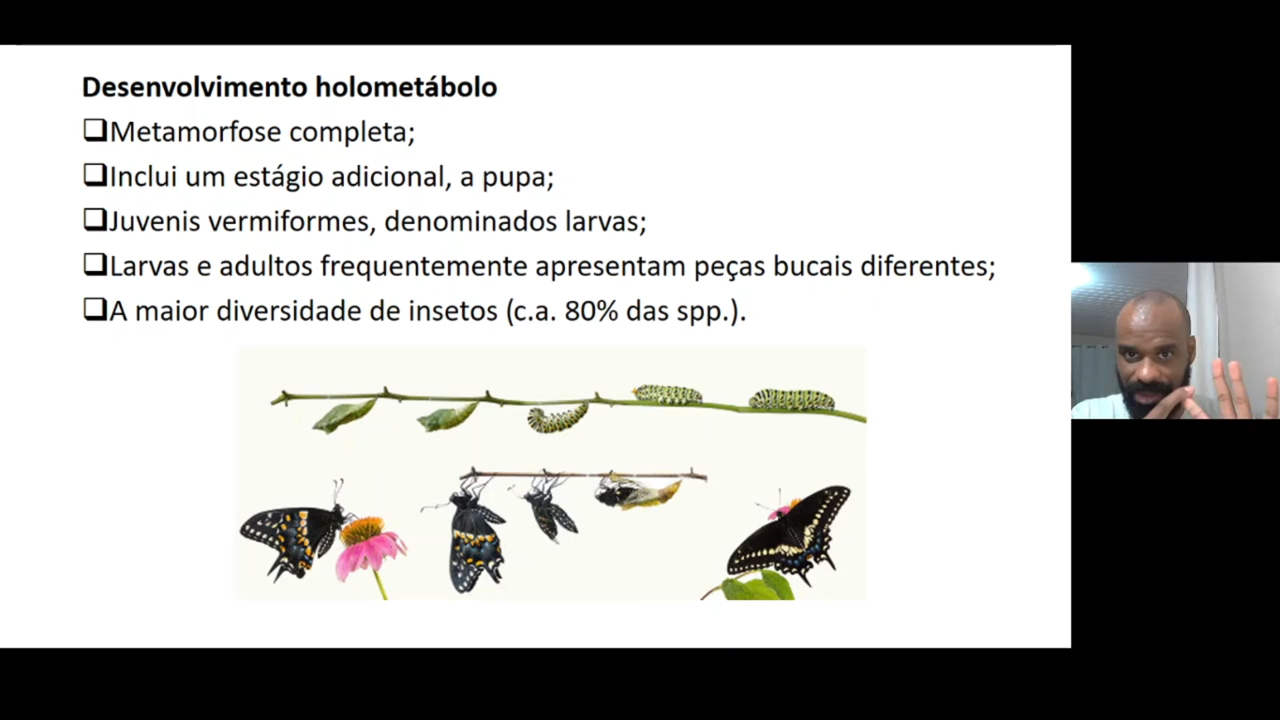 Desenvolvimento holometábolo
❑Metamorfose completa;
❑Inclui um estágio adicional, a pupa;
❑Juvenis vermiformes, denominados larvas;
❑Larvas e adultos frequentemente apresentam peças bucais diferentes;
❑A maior diversidade de insetos (c.a. 80% das spp.).